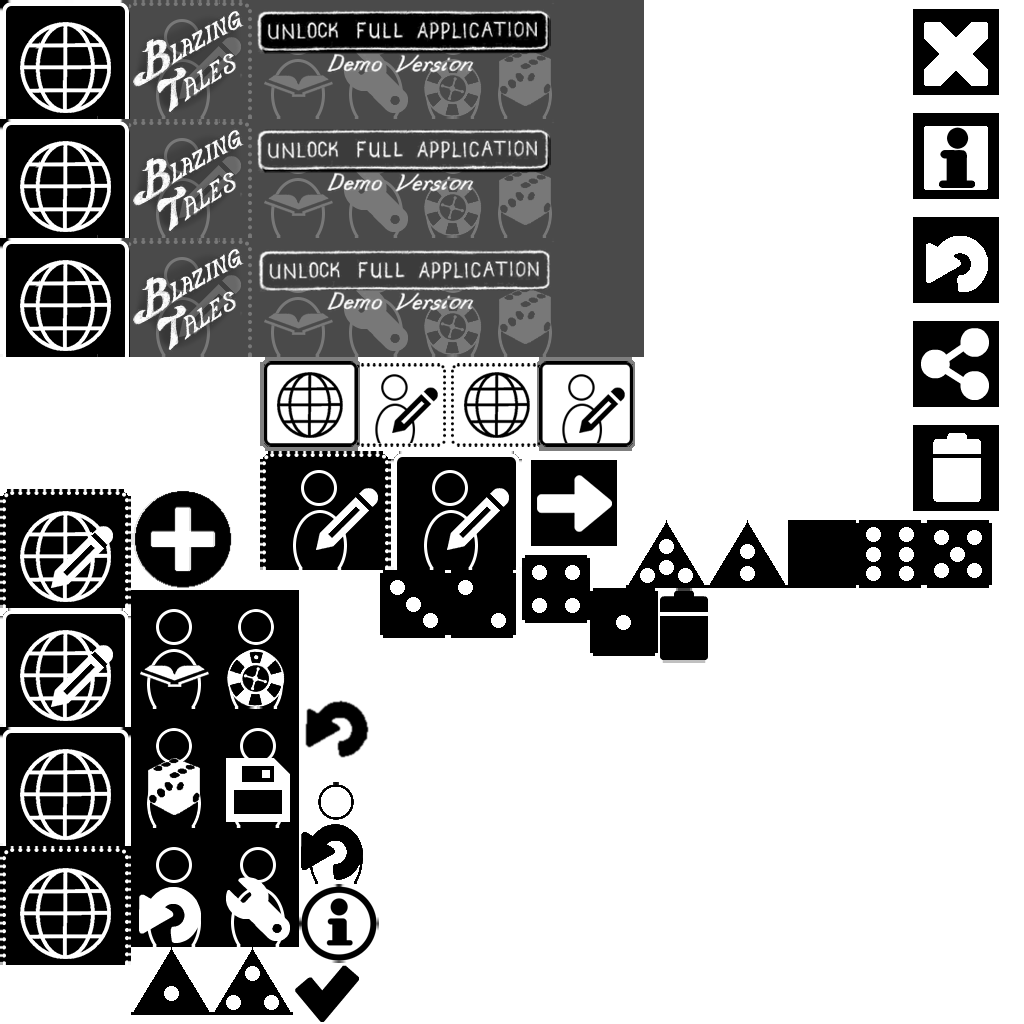 BLAZING
TALES
UNLOCK FULL APPLICATION
Demo Version
BLAZING
TALES
UNLOCK FULL APPLICATION
Demo Version
BLAZING
TALES
UNLOCK FULL APPLICATION
Demo Version